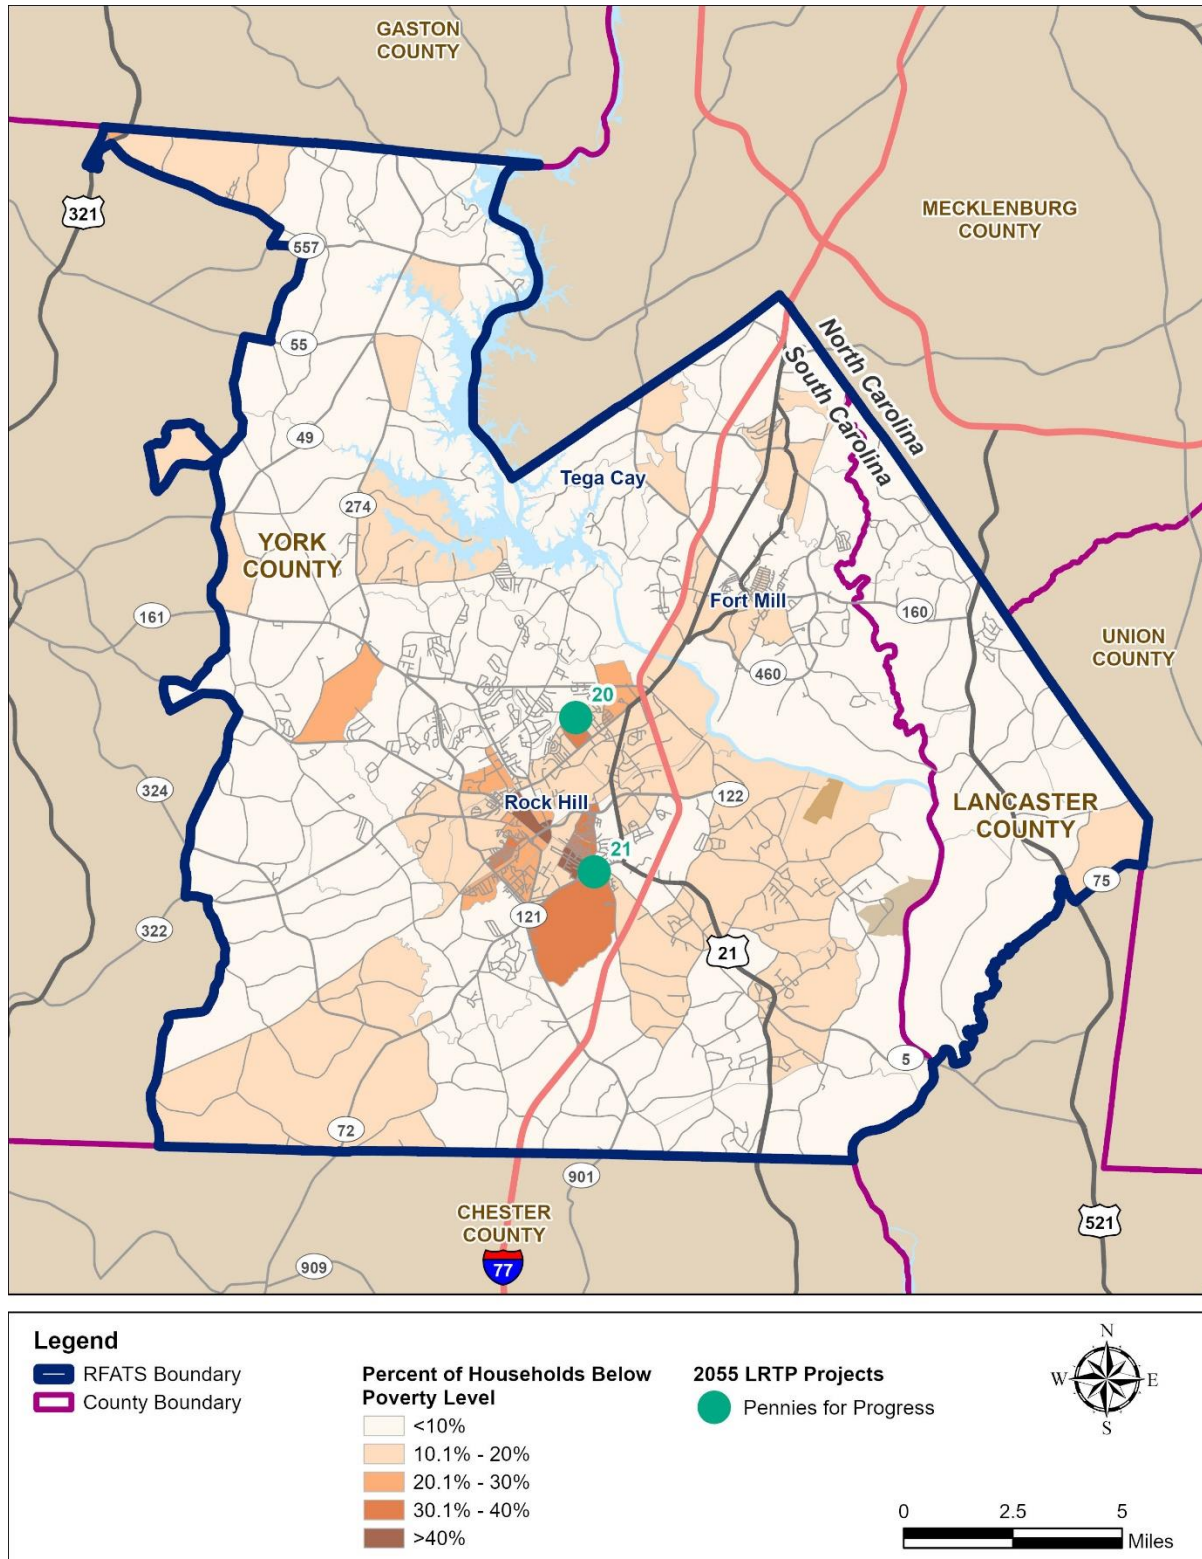 GASTON
COUNTY
321
MECKLENBURG
COUNTY
557
North Carolina
South Carolina
55
49
Tega Cay
274
YORK
COUNTY
Fort Mill
161
160
UNION
COUNTY
460
20
324
Rock Hill
122
LANCASTER
COUNTY
21
75
121
322
21
5
72
901
CHESTER
COUNTY
521
77
909
Legend
RFATS Boundary
County Boundary
Percent of Households Below
Poverty Level
<10%
10.1% - 20%
20.1% - 30%
30.1% - 40%
>40%
2055 LRTP Projects
Pennies for Progress
N
W E
S
0 2.5 5
Miles